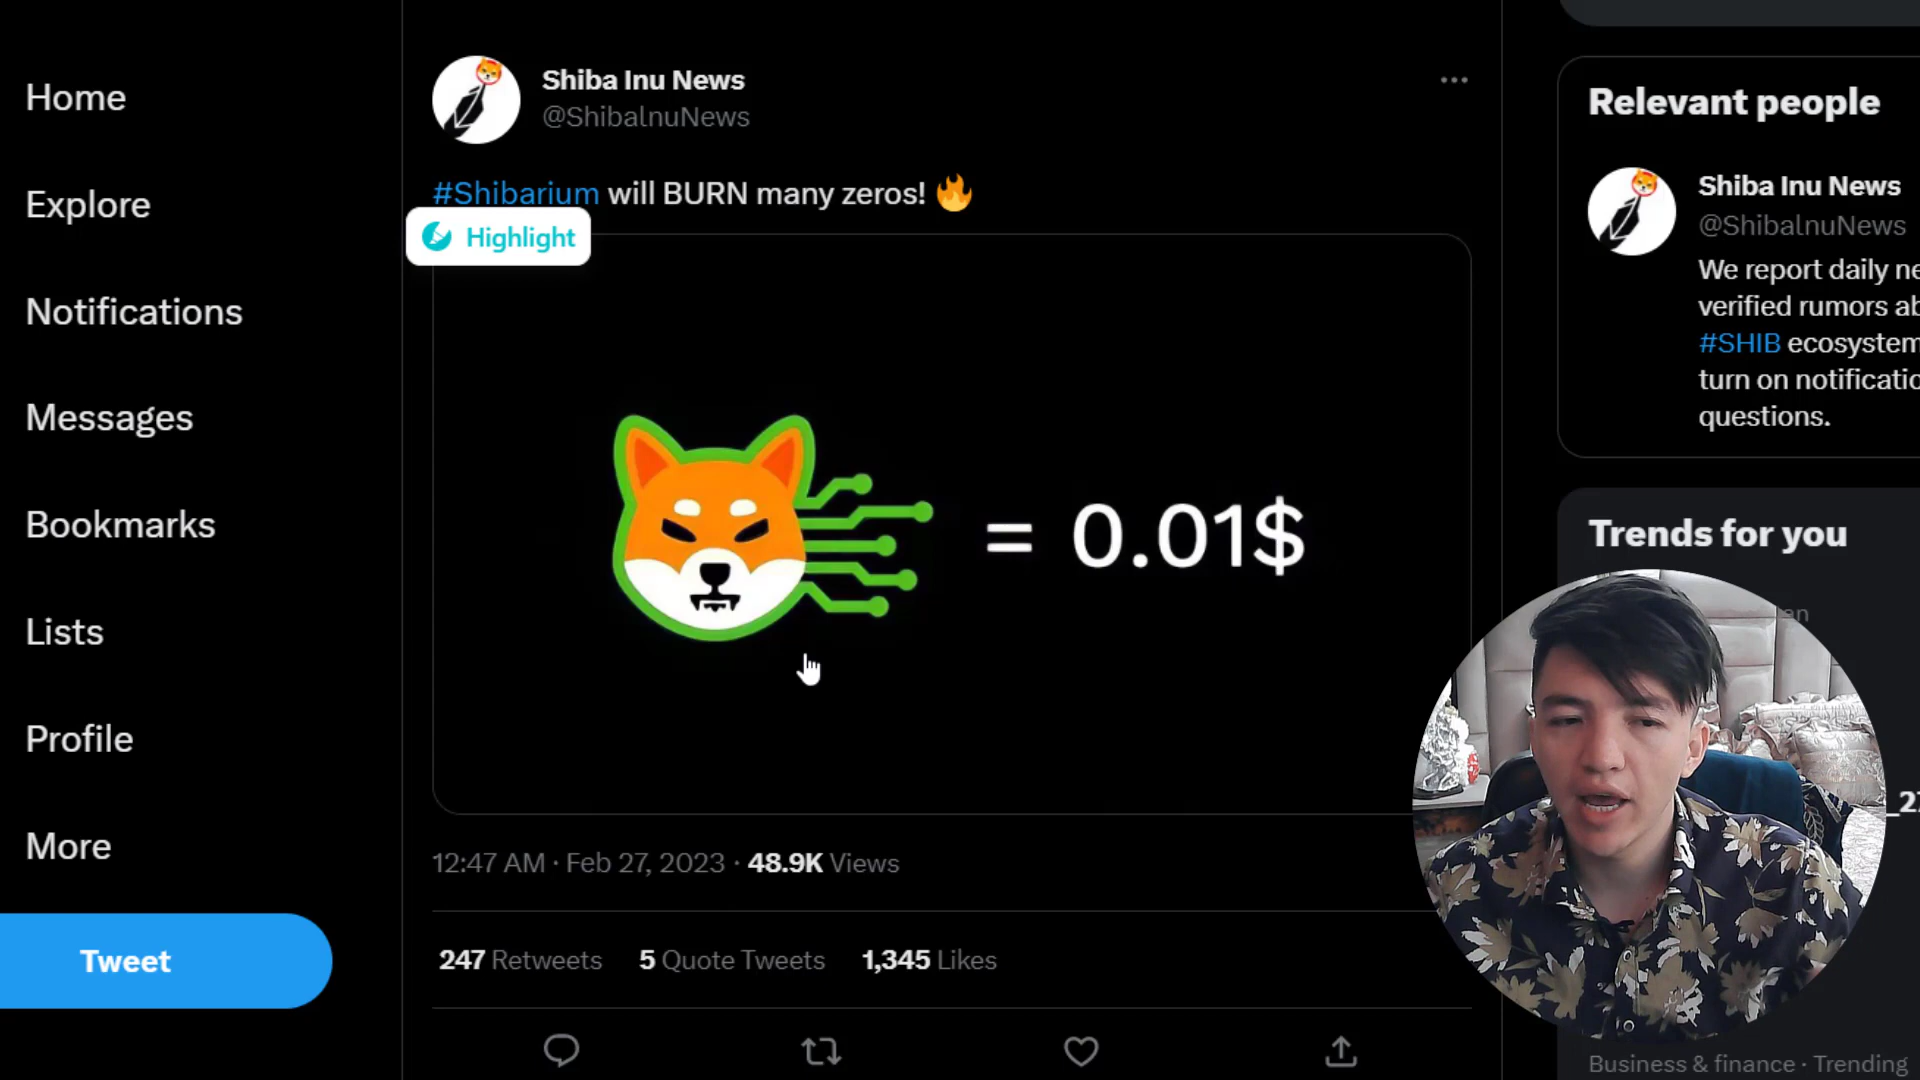 Home
Explore
Notifications
Messages
Bookmarks
Lists
Profile
More
Tweet
Shiba Inu News
@ShibaInuNews
#Shibarium will BURN many zeros! 🔥
Highlight
= 0.01$
12:47 AM · Feb 27, 2023 · 48.9K Views
247 Retweets 5 Quote Tweets 1,345 Likes
Relevant people
Shiba Inu News
@ShibaInuNews
We report daily ne
verified rumors ab
#SHIB ecosystem
turn on notificatio
questions.
Trends for you
an
_27
Business & finance · Trending